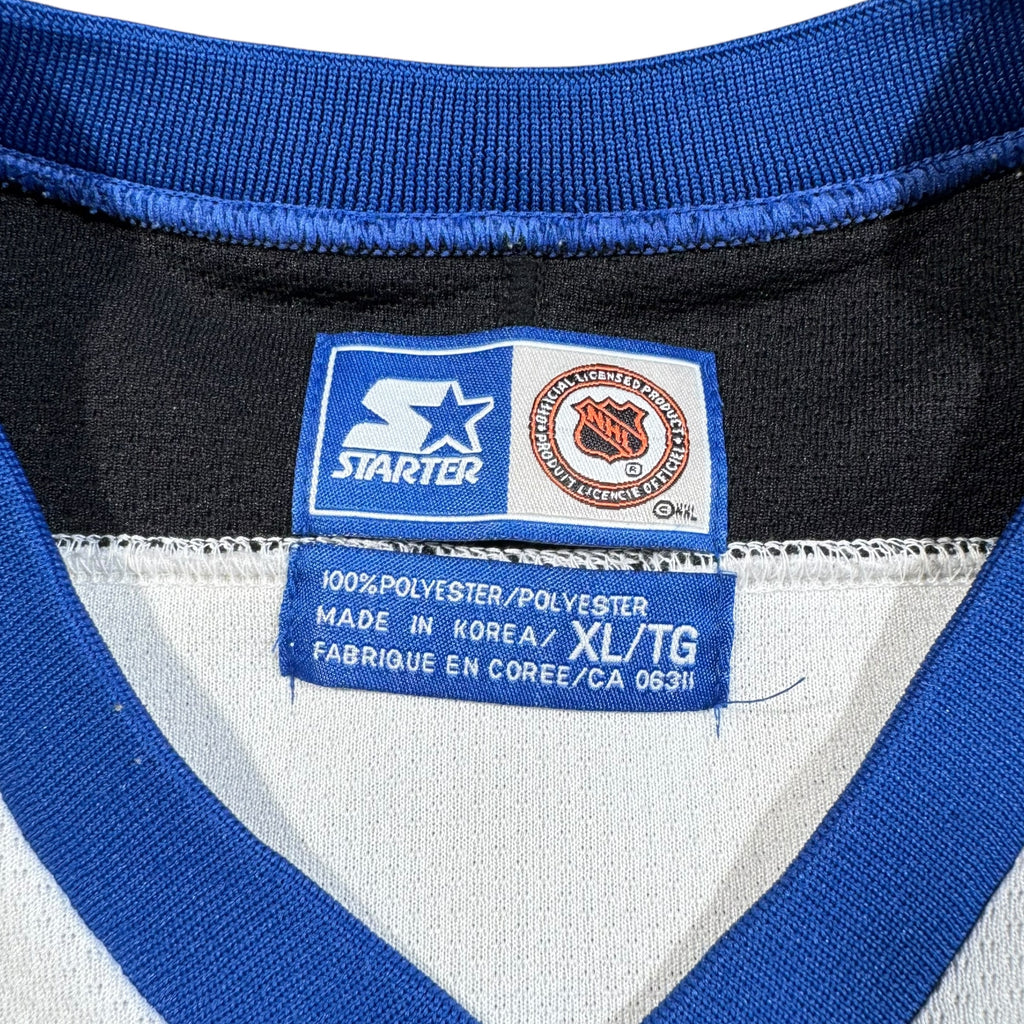 STARTER
OFFICIAL LICENSED PRODUCT
NHL
®
PRODUIT LICENCIE OFFICIEL
©NHL
100%POLYESTER/POLYESTER
MADE IN KOREA/ XL/TG
FABRIQUE EN COREE/CA 06311